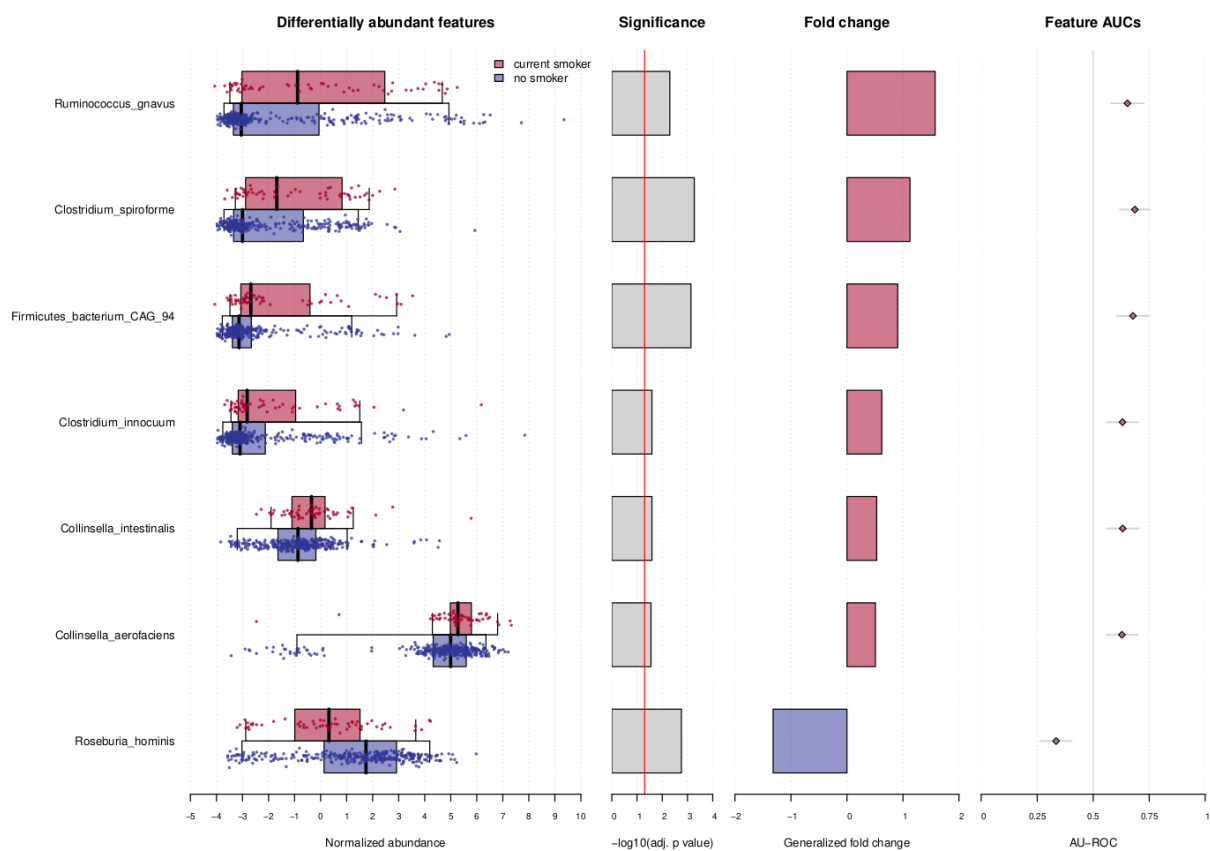 Differentially abundant features
Significance
Fold change
Feature AUCs
current smoker
no smoker
Ruminococcus_gnavus
Clostridium_spiroforme
Firmicutes_bacterium_CAG_94
Clostridium_innocuum
Collinsella_intestinalis
Collinsella_aerofaciens
Roseburia_hominis
−5 −4 −3 −2 −1 0 1 2 3 4 5 6 7 8 9 10
0 1 2 3 4
−2 −1 0 1 2
0 0.25 0.5 0.75 1
Normalized abundance
−log10(adj. p value)
Generalized fold change
AU−ROC